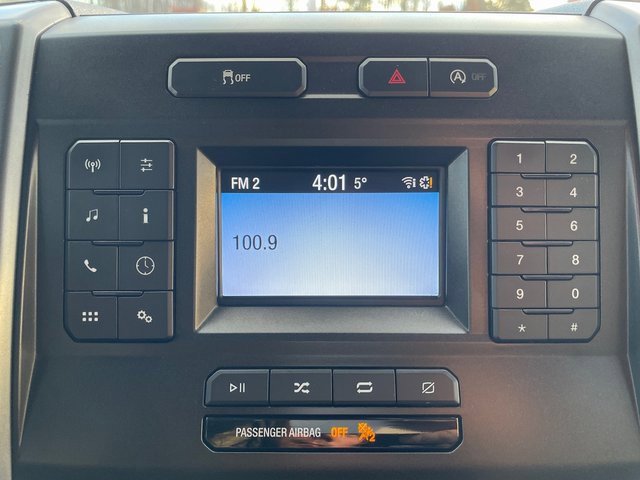 OFF
A OFF
1 2
3 4
5 6
7 8
9 0
* #
FM 2 4:01 5°
100.9
PASSENGER AIRBAG OFF 2